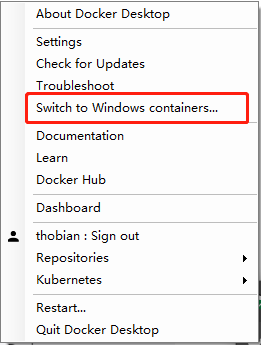 About Docker Desktop
Settings
Check for Updates
Troubleshoot
Switch to Windows containers...
Documentation
Learn
Docker Hub
Dashboard
thobian : Sign out
Repositories
Kubernetes
Restart...
Quit Docker Desktop